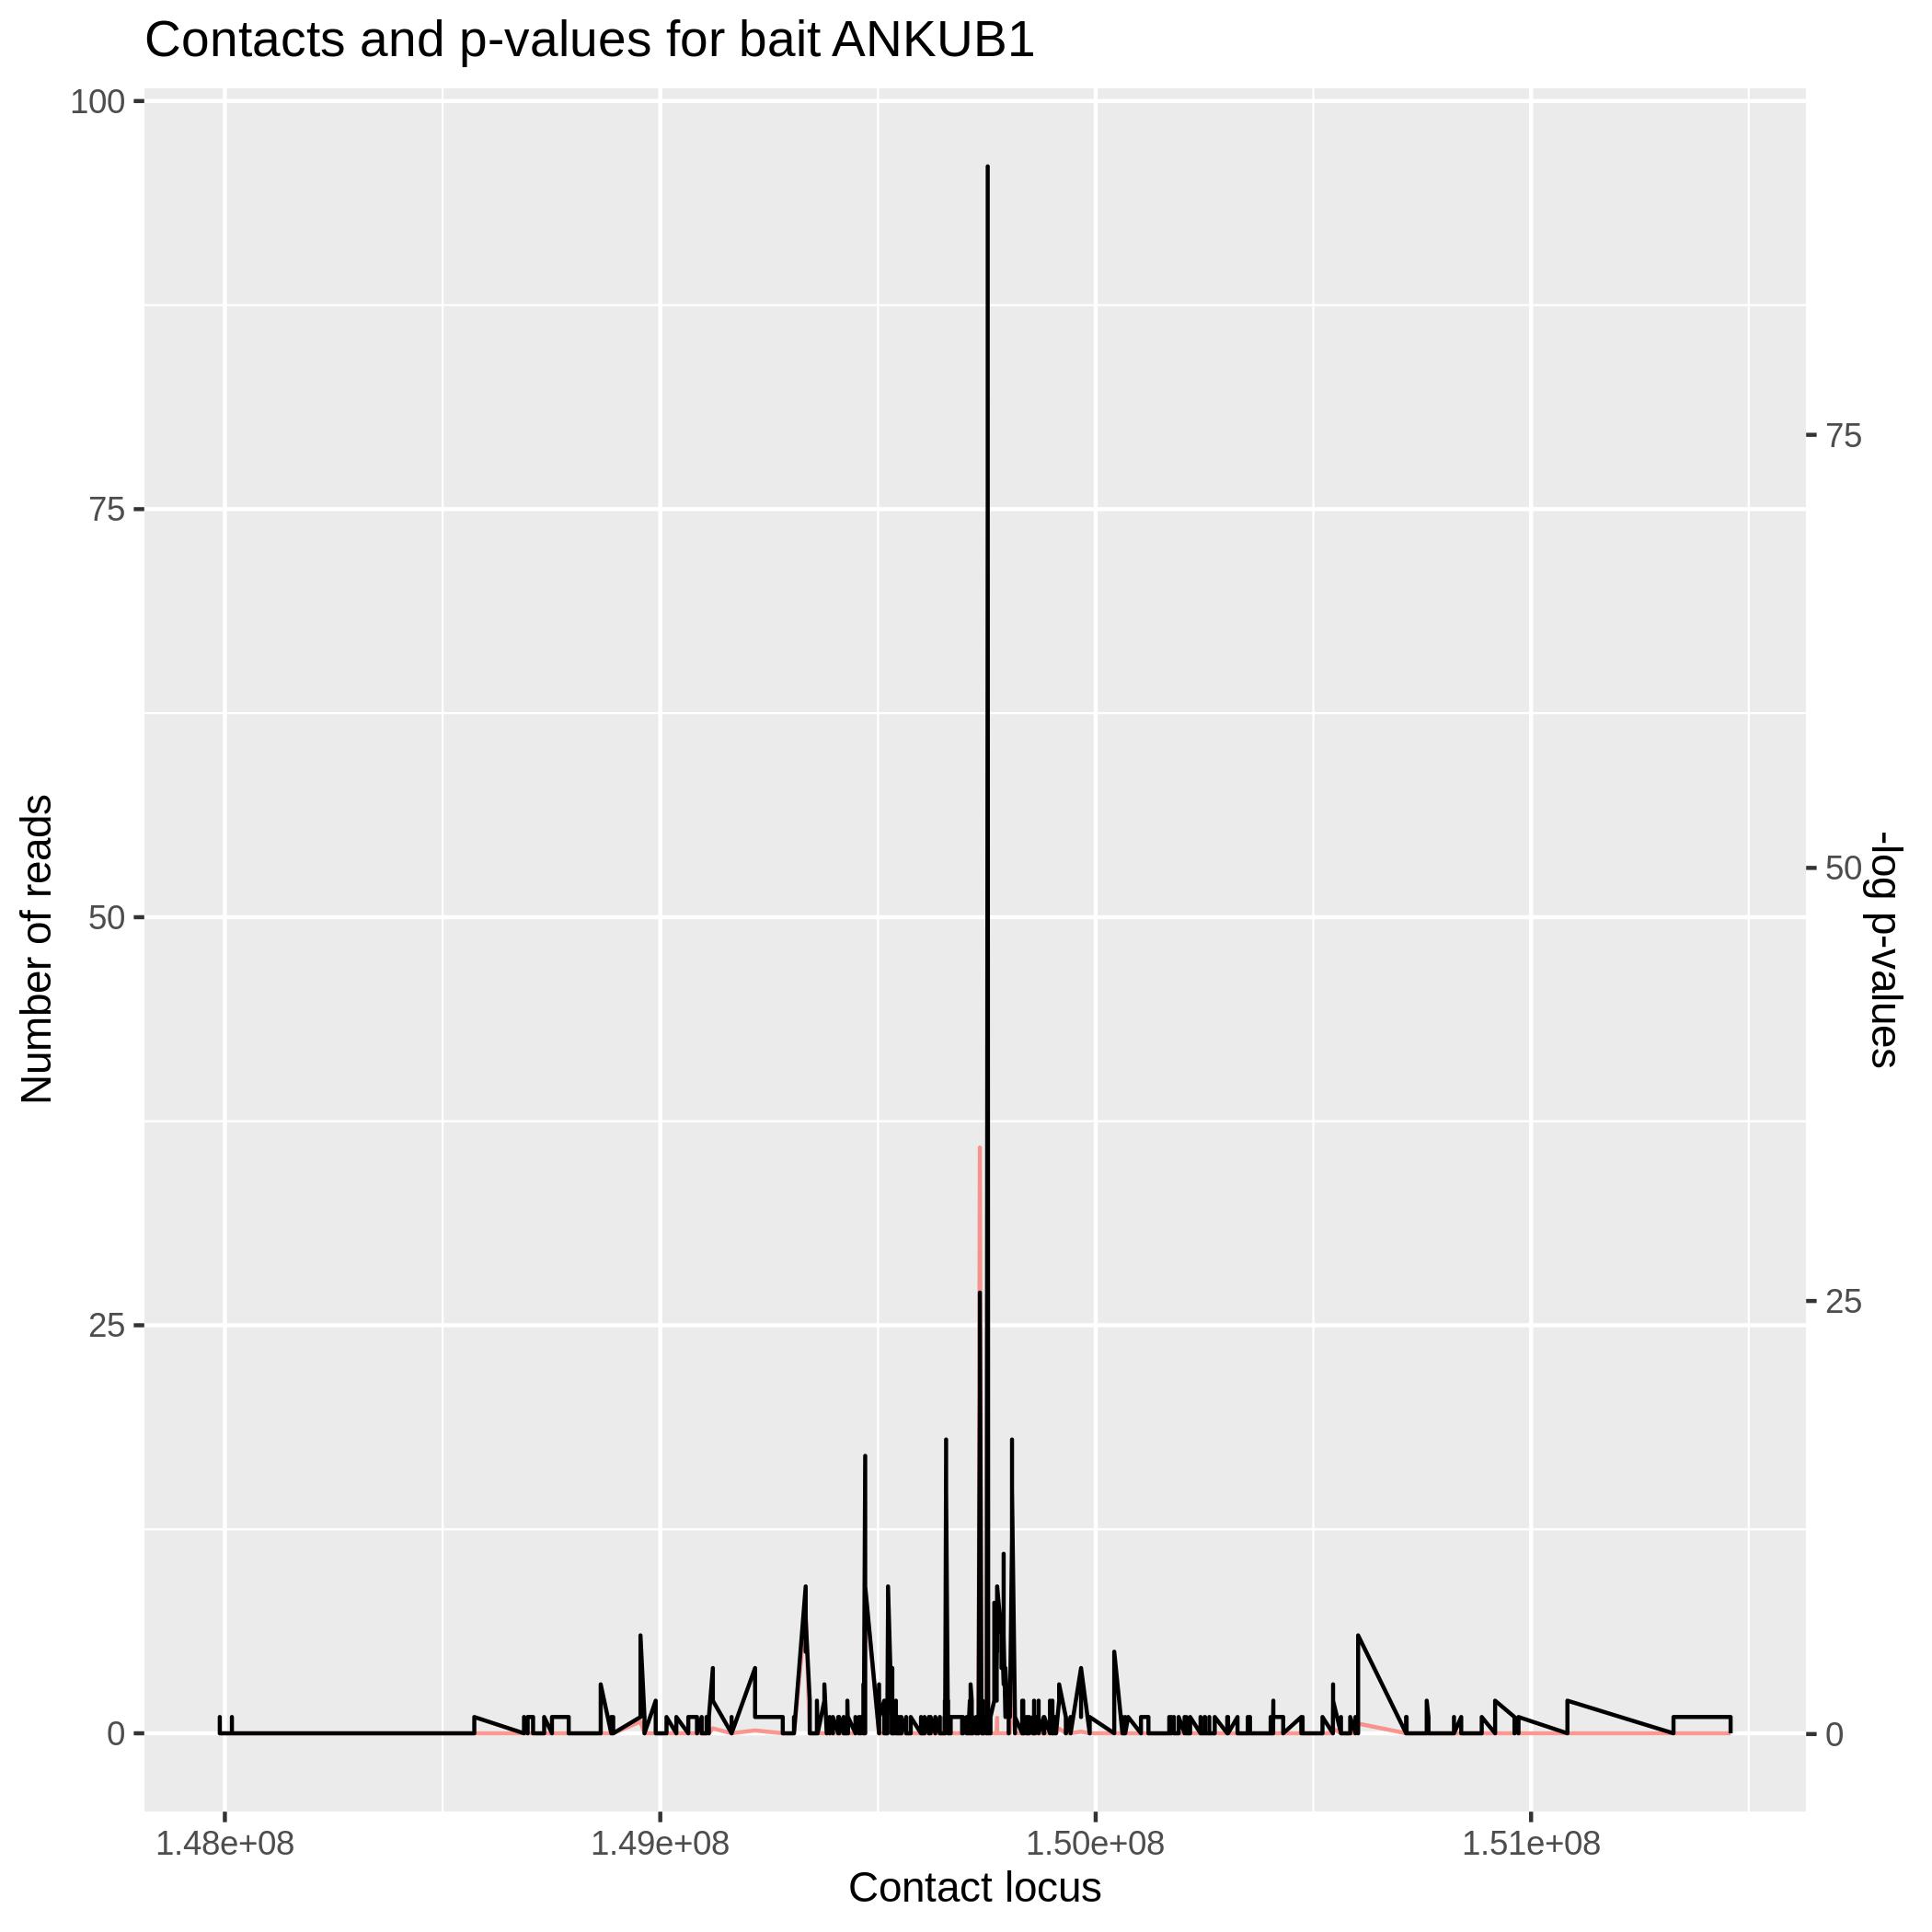 Contacts and p-values for bait ANKUB1
100
75
50
25
0
Number of reads
75
50
25
0
-log p-values
1.48e+08
1.49e+08
1.50e+08
1.51e+08
Contact locus